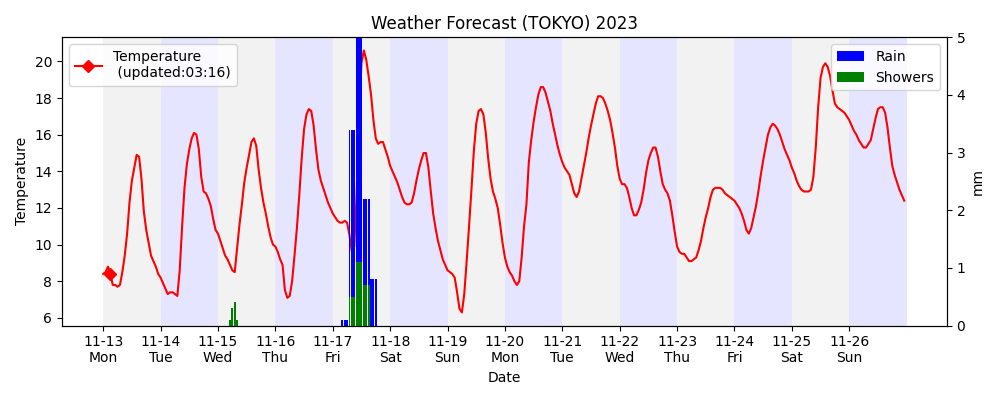 Weather Forecast (TOKYO) 2023
Temperature
(updated:03:16)
Rain
Showers
Temperature
20
18
16
14
12
10
8
6
5
4
3
2
1
0
mm
11-13 11-14 11-15 11-16 11-17 11-18 11-19 11-20 11-21 11-22 11-23 11-24 11-25 11-26
Mon Tue Wed Thu Fri Sat Sun Mon Tue Wed Thu Fri Sat Sun
Date